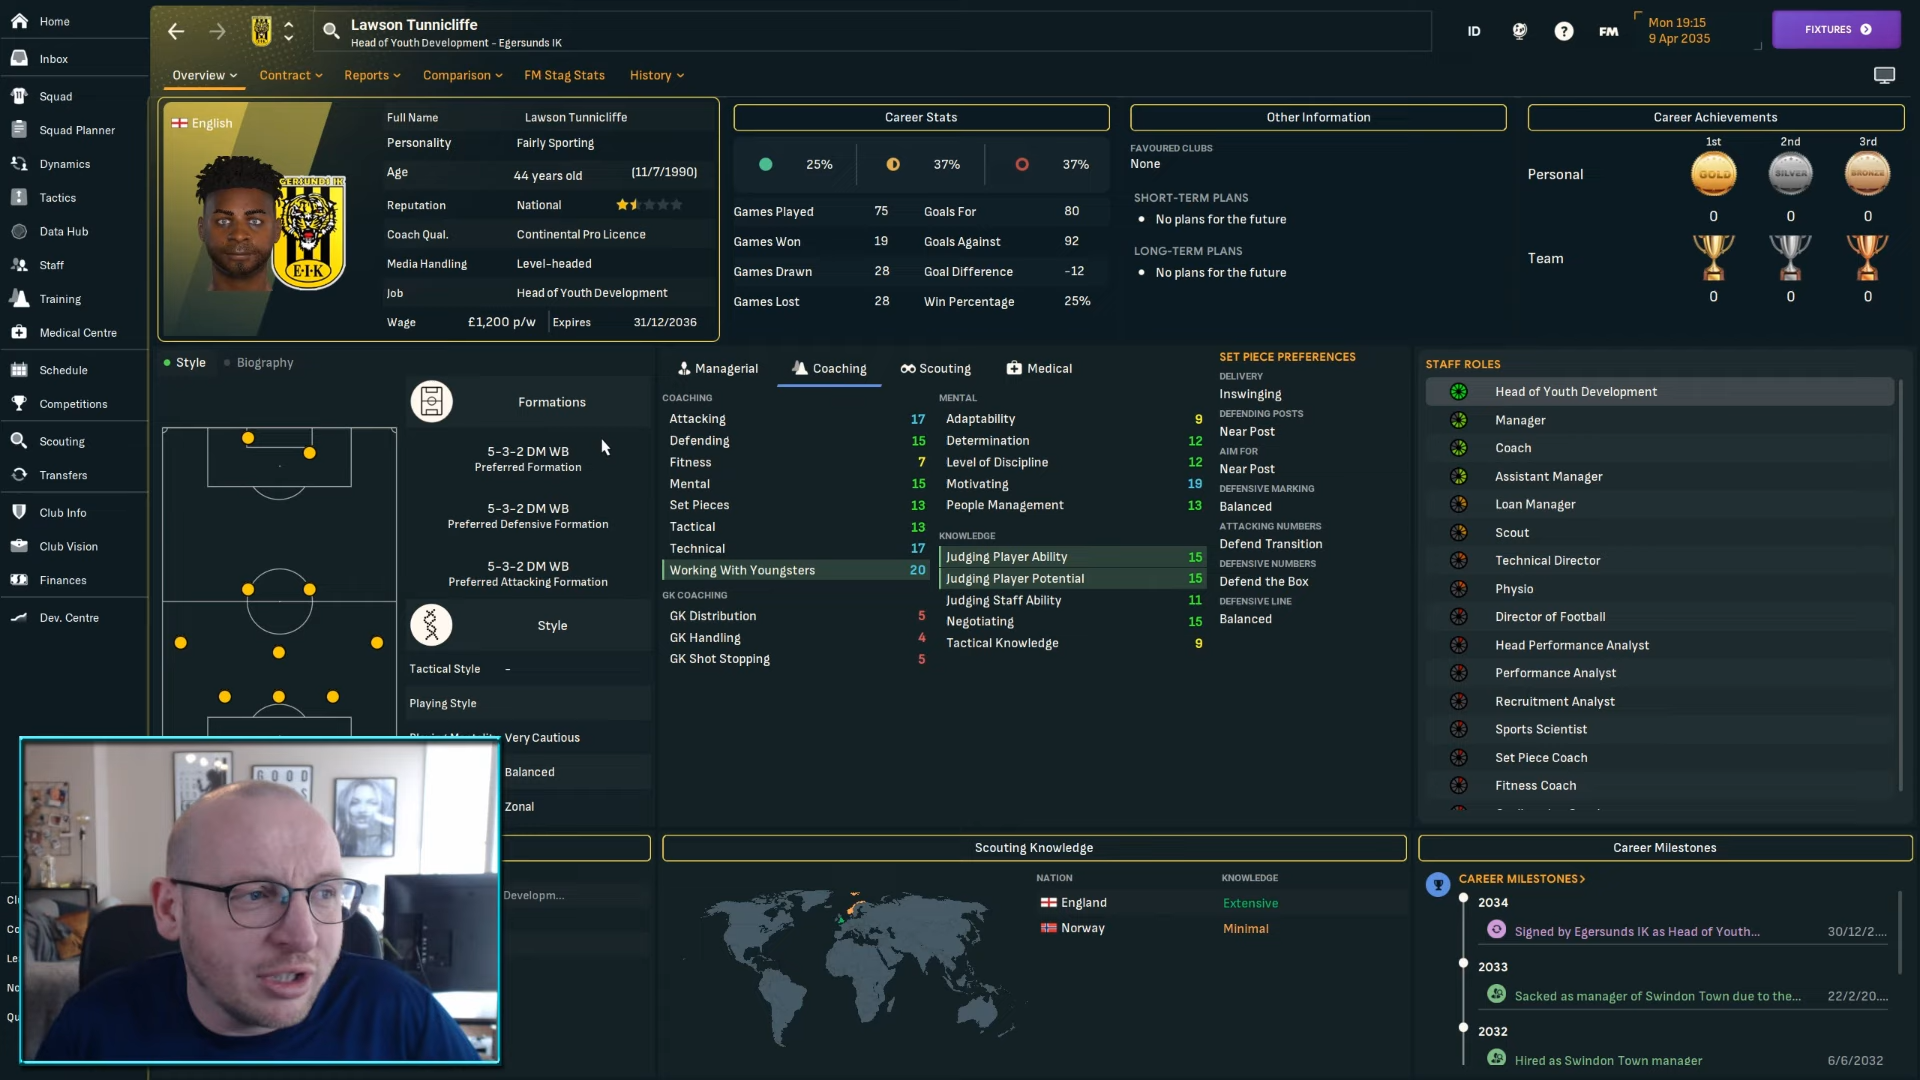 Home
Inbox
Squad
Squad Planner
Dynamics
Tactics
Data Hub
Staff
Training
Medical Centre
Schedule
Competitions
Scouting
Transfers
Club Info
Club Vision
Finances
Dev. Centre
Lawson Tunnicliffe
Head of Youth Development - Egersunds IK
ID
FM
Mon 19:15
9 Apr 2035
FIXTURES
Overview
Contract
Reports
Comparison
FM Stag Stats
History
English
EGERSUNDS IK
E·I·K
Full Name Lawson Tunnicliffe
Personality Fairly Sporting
Age 44 years old (11/7/1990)
Reputation National
Coach Qual. Continental Pro Licence
Media Handling Level-headed
Job Head of Youth Development
Wage £1,200 p/w Expires 31/12/2036
Career Stats
25% 37% 37%
Games Played 75 Goals For 80
Games Won 19 Goals Against 92
Games Drawn 28 Goal Difference -12
Games Lost 28 Win Percentage 25%
Other Information
FAVOURED CLUBS
None
SHORT-TERM PLANS
• No plans for the future
LONG-TERM PLANS
• No plans for the future
Career Achievements
1st 2nd 3rd
Personal GOLD SILVER BRONZE
0 0 0
Team
0 0 0
Style Biography
Formations
5-3-2 DM WB
Preferred Formation
5-3-2 DM WB
Preferred Defensive Formation
5-3-2 DM WB
Preferred Attacking Formation
Style
Tactical Style -
Playing Style
Very Cautious
Balanced
Zonal
Developm...
GOOD
Managerial Coaching Scouting Medical
COACHING
Attacking 17
Defending 15
Fitness 7
Mental 15
Set Pieces 13
Tactical 13
Technical 17
Working With Youngsters 20
GK COACHING
GK Distribution 5
GK Handling 4
GK Shot Stopping 5
MENTAL
Adaptability 9
Determination 12
Level of Discipline 12
Motivating 19
People Management 13
KNOWLEDGE
Judging Player Ability 15
Judging Player Potential 15
Judging Staff Ability 11
Negotiating 15
Tactical Knowledge 9
SET PIECE PREFERENCES
DELIVERY
Inswinging
DEFENDING POSTS
Near Post
AIM FOR
Near Post
DEFENSIVE MARKING
Balanced
ATTACKING NUMBERS
Defend Transition
DEFENSIVE NUMBERS
Defend the Box
DEFENSIVE LINE
Balanced
STAFF ROLES
Head of Youth Development
Manager
Coach
Assistant Manager
Loan Manager
Scout
Technical Director
Physio
Director of Football
Head Performance Analyst
Performance Analyst
Recruitment Analyst
Sports Scientist
Set Piece Coach
Fitness Coach
Scouting Knowledge
NATION KNOWLEDGE
England Extensive
Norway Minimal
Career Milestones
CAREER MILESTONES>
2034
Signed by Egersunds IK as Head of Youth... 30/12/2....
2033
Sacked as manager of Swindon Town due to the... 22/2/20....
2032
Hired as Swindon Town manager 6/6/2032